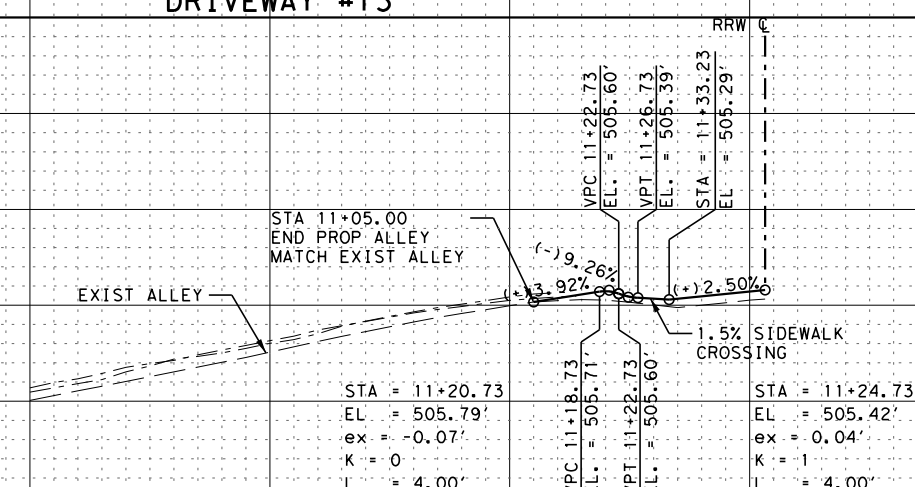 DRIVEWAY #13
RRW ℄
VPC 11+22.73
EL. = 505.60'
VPT 11+26.73
EL. = 505.39'
STA = 11+33.23
EL = 505.29'
STA 11+05.00
END PROP ALLEY
MATCH EXIST ALLEY
(-)9.26%
(+)3.92%
(+)2.50%
EXIST ALLEY
1.5% SIDEWALK
CROSSING
STA = 11+20.73
EL = 505.79'
ex = -0.07'
K = 0
L = 4.00'
VPC 11+18.73
EL. = 505.71'
VPT 11+22.73
EL. = 505.60'
STA = 11+24.73
EL = 505.42'
ex = 0.04'
K = 1
L = 4.00'